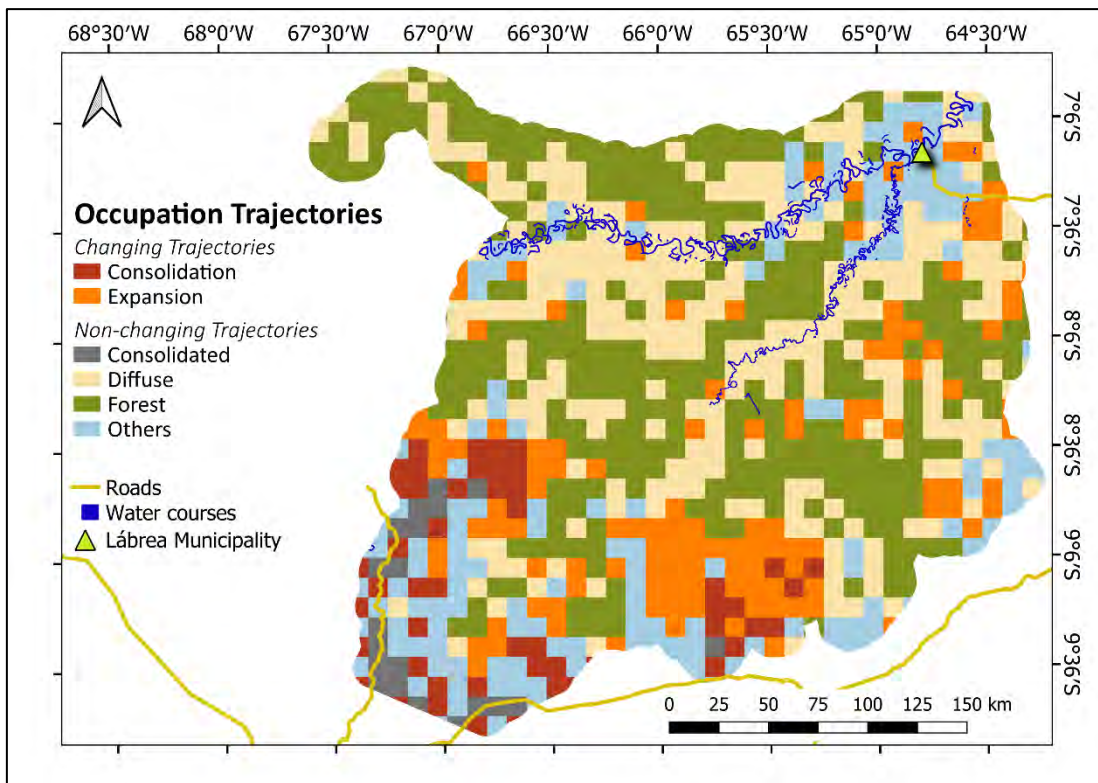 68°30'W 68°0'W 67°30'W 67°0'W 66°30'W 66°0'W 65°30'W 65°0'W 64°30'W
7°0'S
7°30'S
8°0'S
8°30'S
9°0'S
9°30'S
Occupation Trajectories
Changing Trajectories
Consolidation
Expansion
Non-changing Trajectories
Consolidated
Diffuse
Forest
Others
Roads
Water courses
Lábrea Municipality
0 25 50 75 100 125 150 km